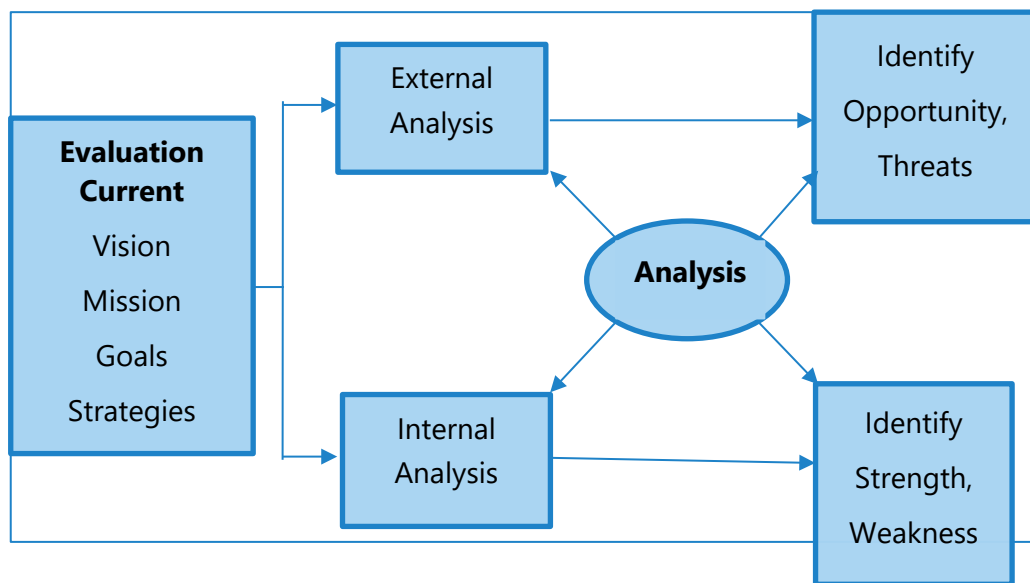 Evaluation
Current
Vision
Mission
Goals
Strategies
External
Analysis
Identify
Opportunity,
Threats
Analysis
Internal
Analysis
Identify
Strength,
Weakness